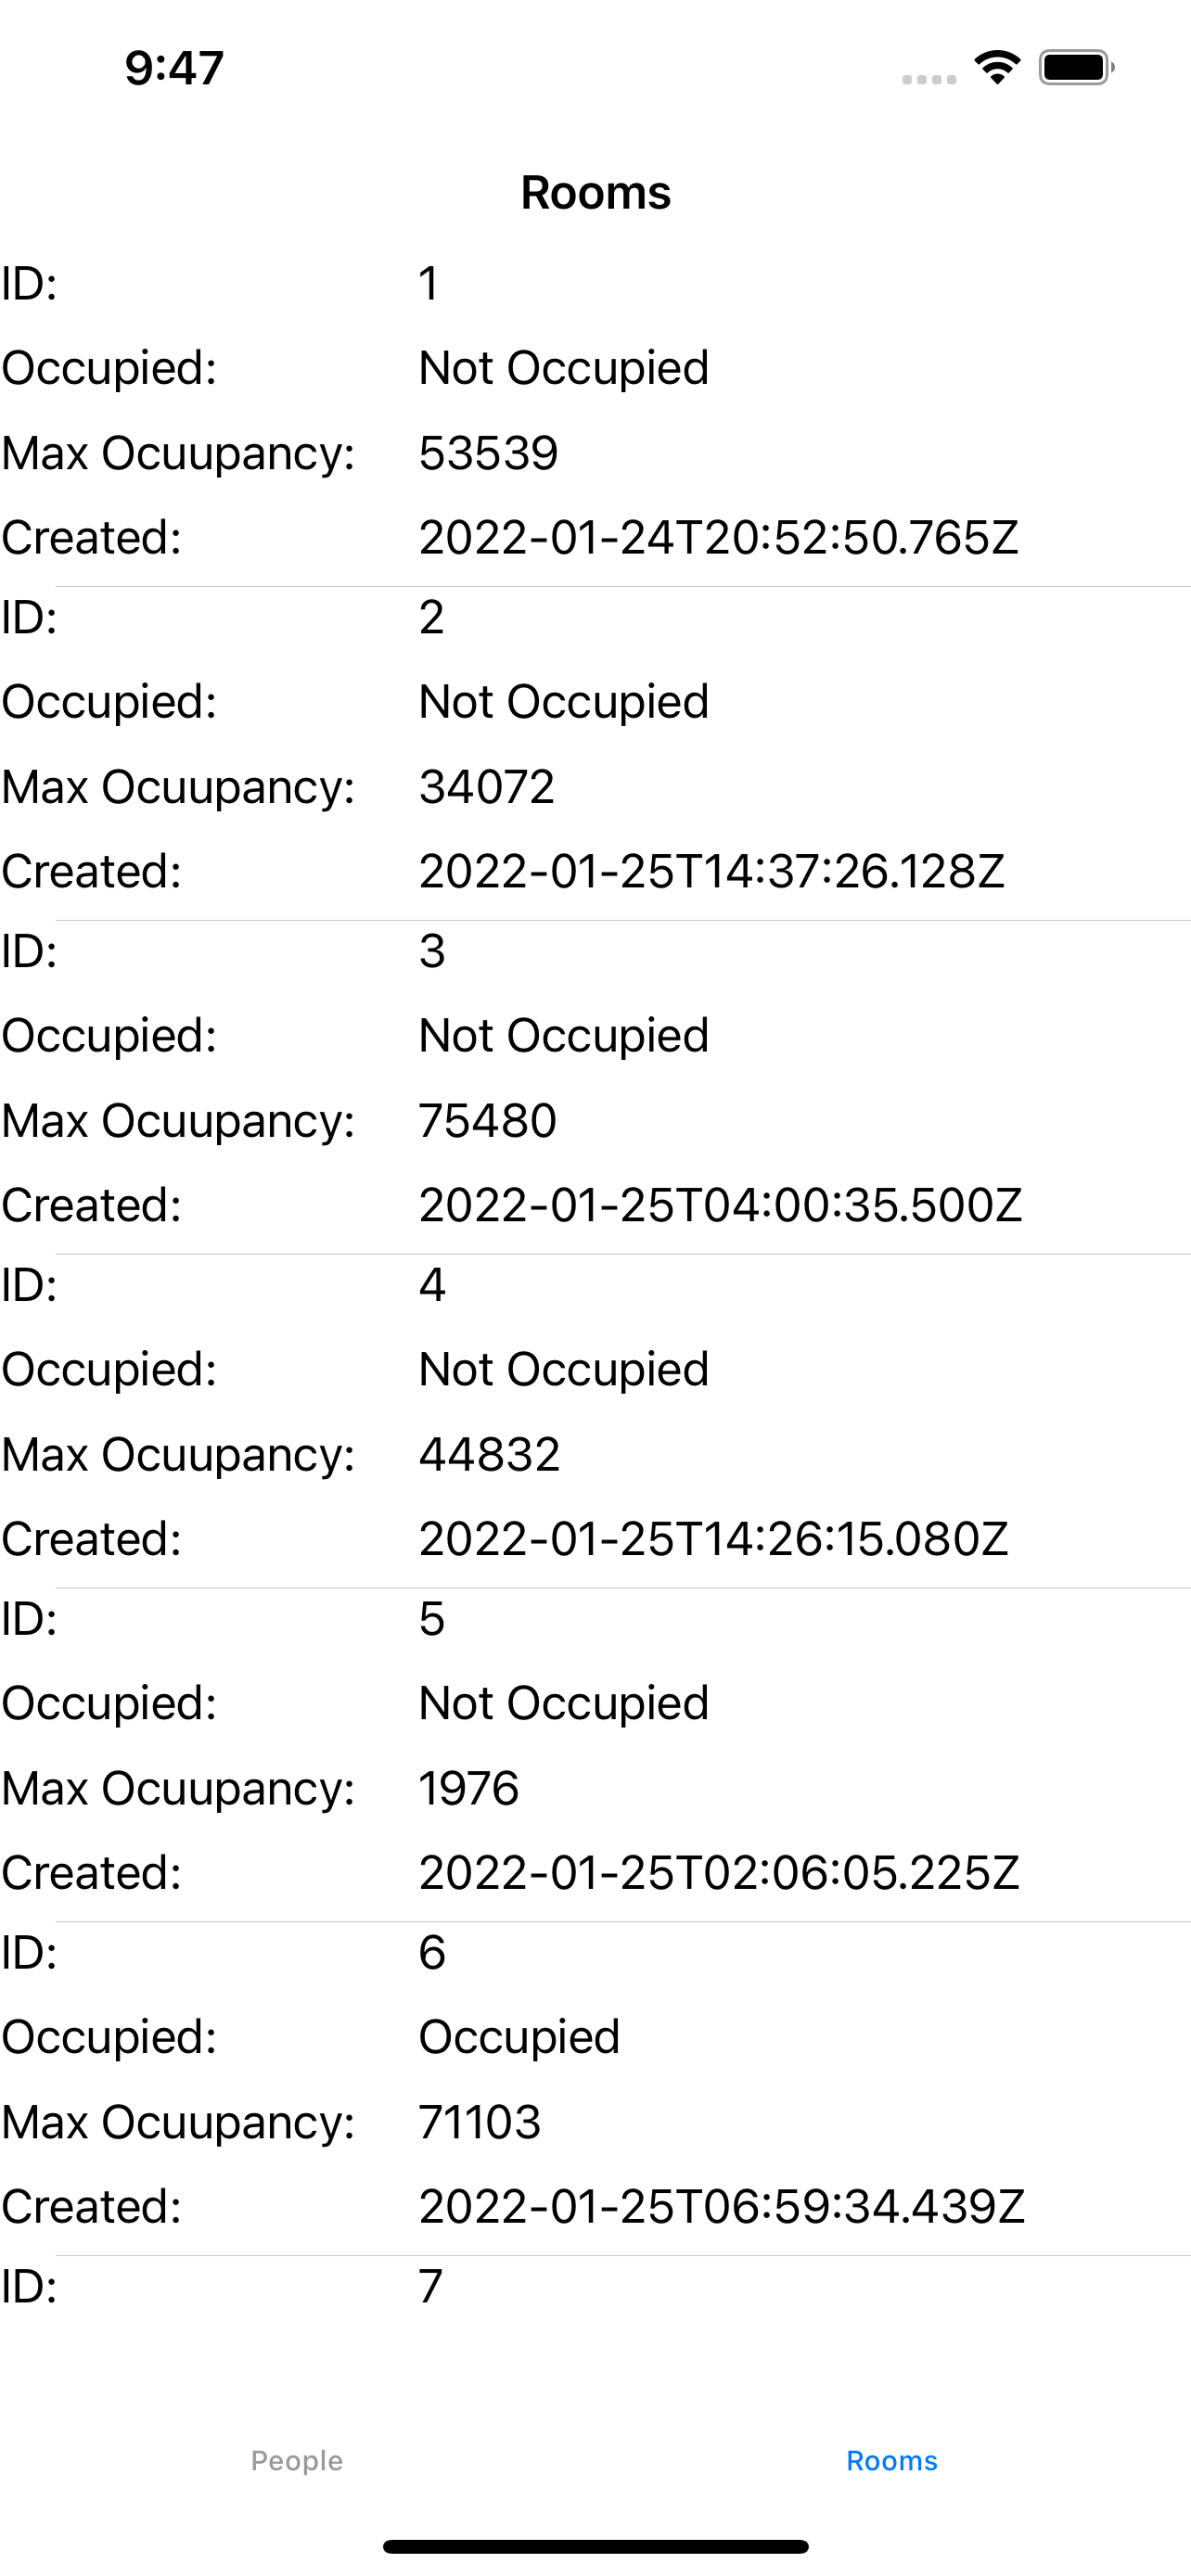 9:47
Rooms
ID: 1
Occupied: Not Occupied
Max Ocuupancy: 53539
Created: 2022-01-24T20:52:50.765Z
ID: 2
Occupied: Not Occupied
Max Ocuupancy: 34072
Created: 2022-01-25T14:37:26.128Z
ID: 3
Occupied: Not Occupied
Max Ocuupancy: 75480
Created: 2022-01-25T04:00:35.500Z
ID: 4
Occupied: Not Occupied
Max Ocuupancy: 44832
Created: 2022-01-25T14:26:15.080Z
ID: 5
Occupied: Not Occupied
Max Ocuupancy: 1976
Created: 2022-01-25T02:06:05.225Z
ID: 6
Occupied: Occupied
Max Ocuupancy: 71103
Created: 2022-01-25T06:59:34.439Z
ID: 7
People Rooms